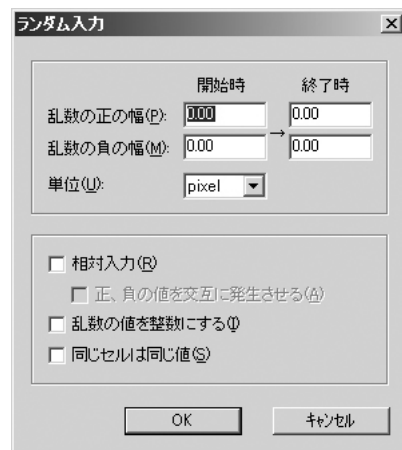 ランダム入力
開始時 終了時
乱数の正の幅(P): 0.00 → 0.00
乱数の負の幅(M): 0.00 0.00
単位(U): pixel
相対入力(R)
正、負の値を交互に発生させる(A)
乱数の値を整数にする(I)
同じセルは同じ値(S)
OK キャンセル